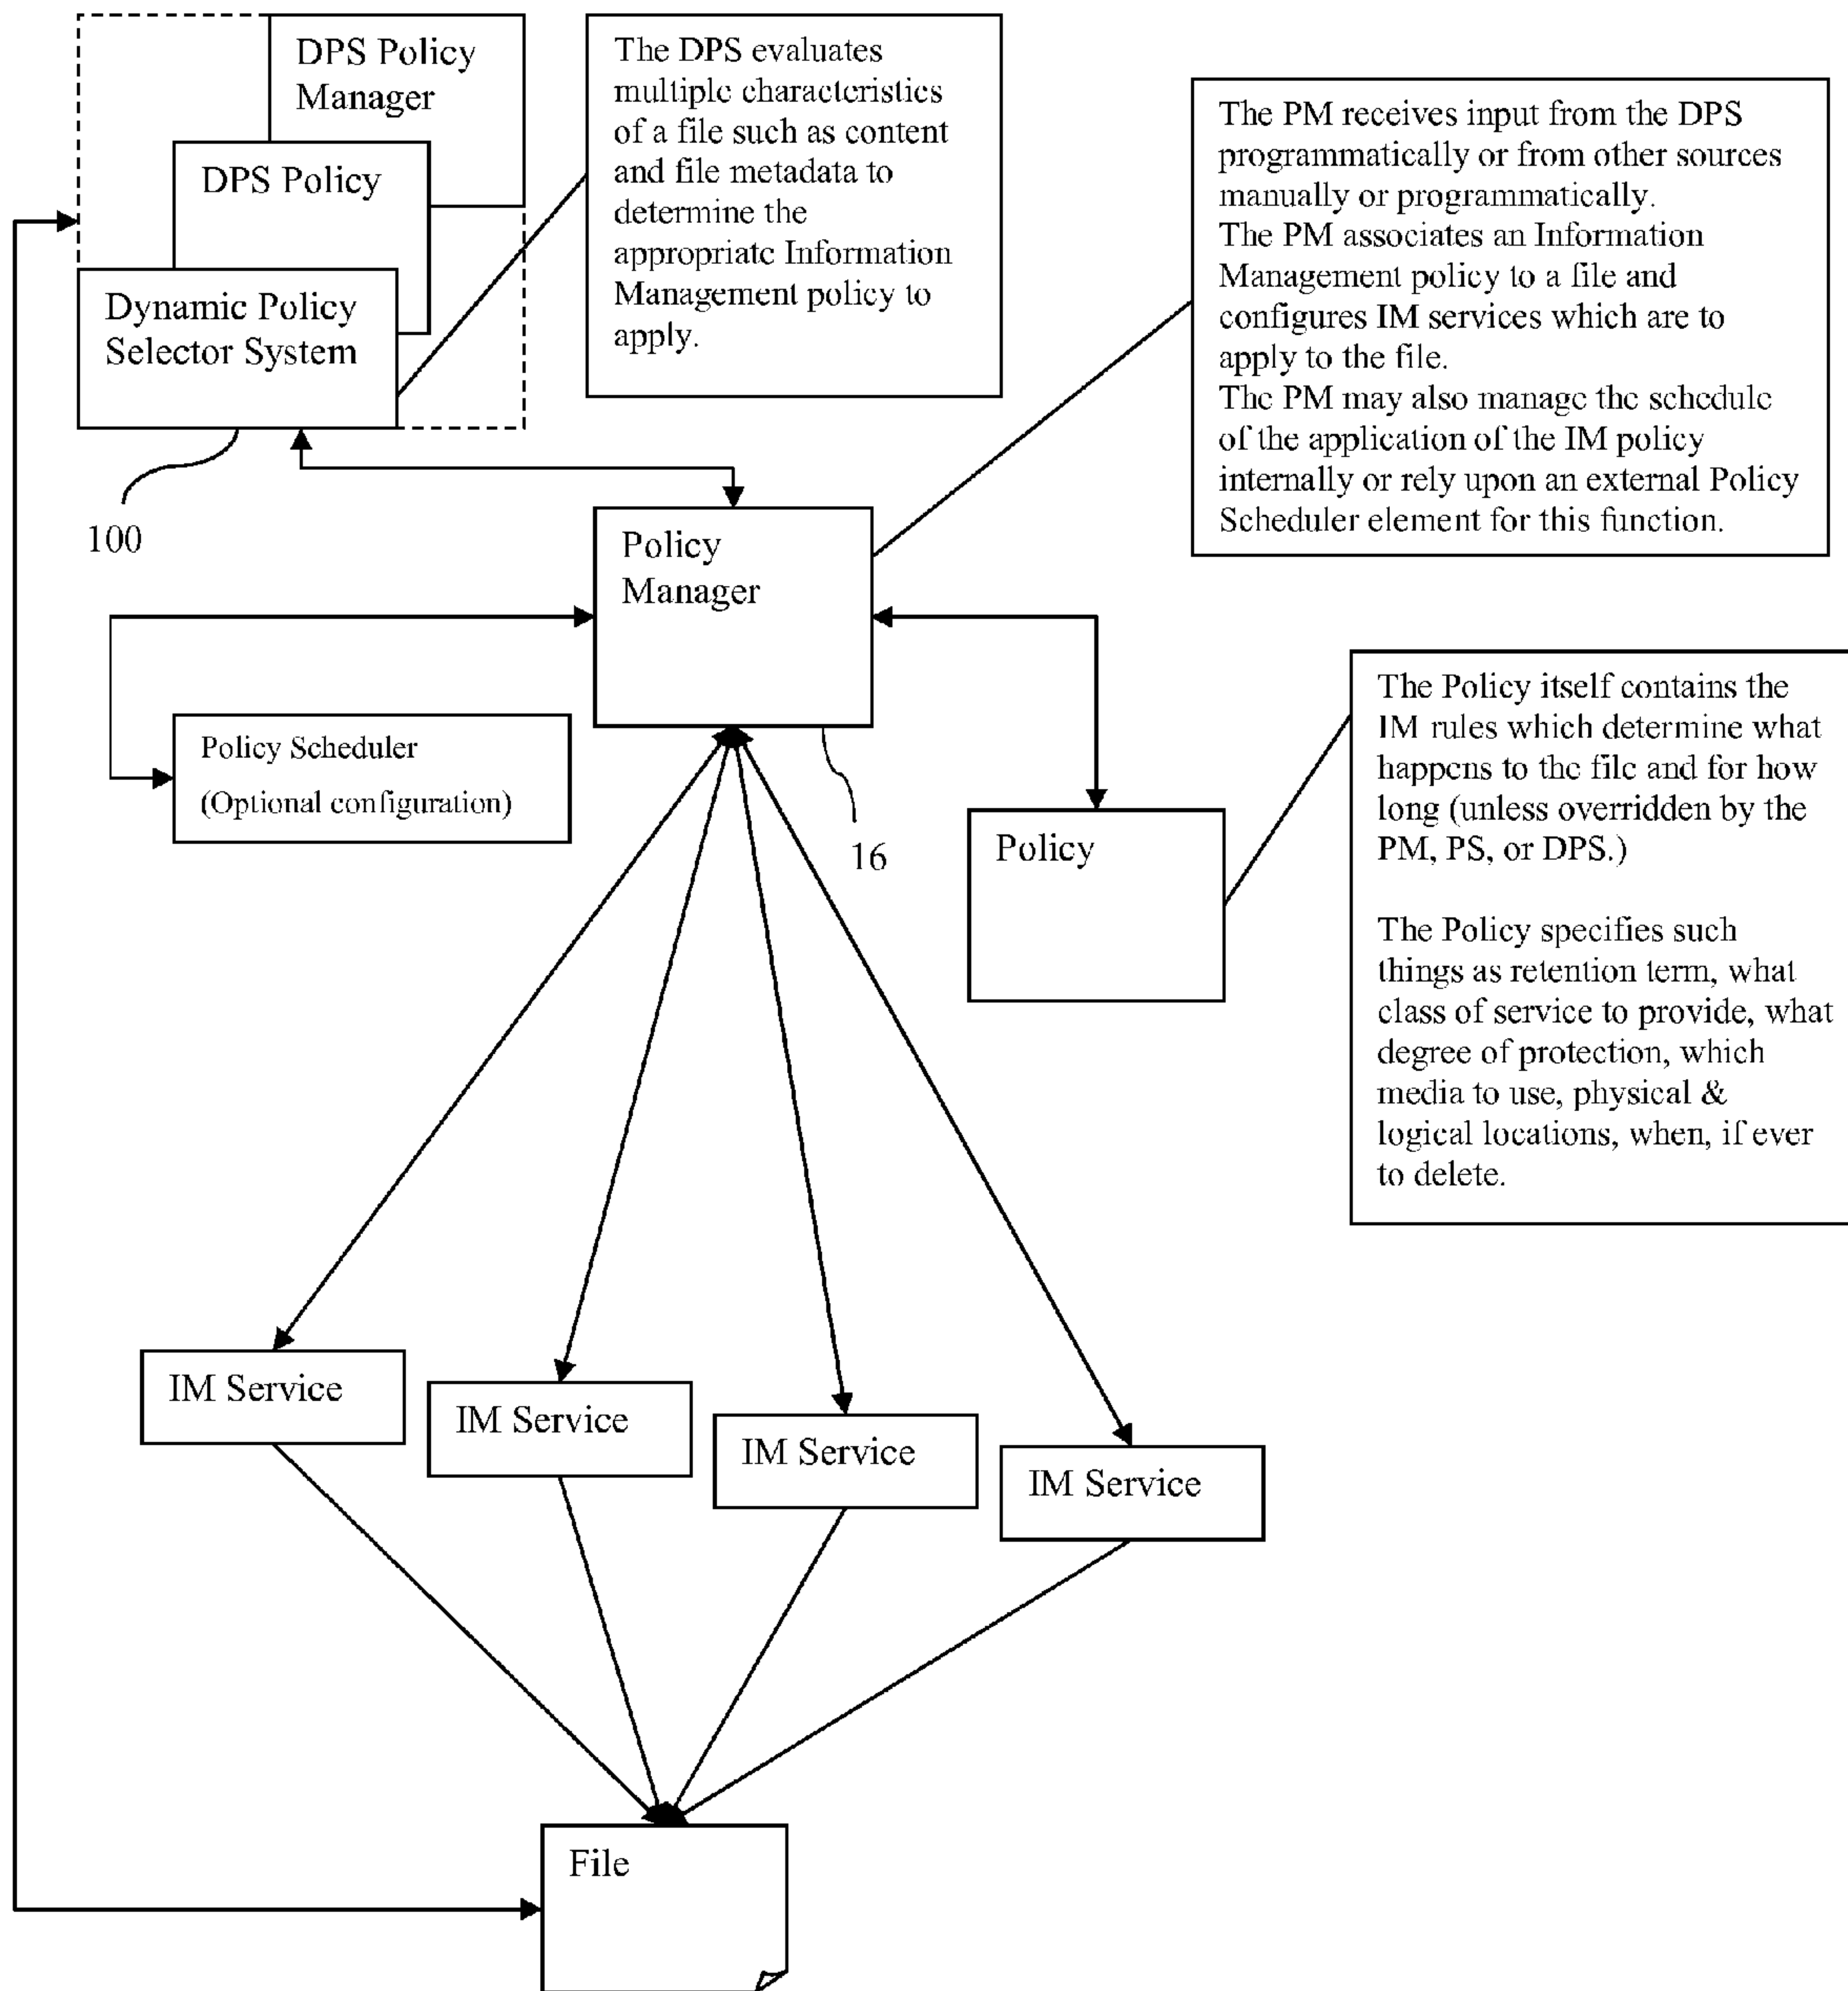 DPS Policy
Manager
DPS Policy
Dynamic Policy
Selector System
100
The DPS evaluates
multiple characteristics
of a file such as content
and file metadata to
determine the
appropriate Information
Management policy to
apply.
The PM receives input from the DPS
programmatically or from other sources
manually or programmatically.
The PM associates an Information
Management policy to a file and
configures IM services which are to
apply to the file.
The PM may also manage the schedule
of the application of the IM policy
internally or rely upon an external Policy
Scheduler element for this function.
Policy
Manager
16
Policy Scheduler
(Optional configuration)
Policy
The Policy itself contains the
IM rules which determine what
happens to the file and for how
long (unless overridden by the
PM, PS, or DPS.)
The Policy specifies such
things as retention term, what
class of service to provide, what
degree of protection, which
media to use, physical &
logical locations, when, if ever
to delete.
IM Service
IM Service
IM Service
IM Service
File